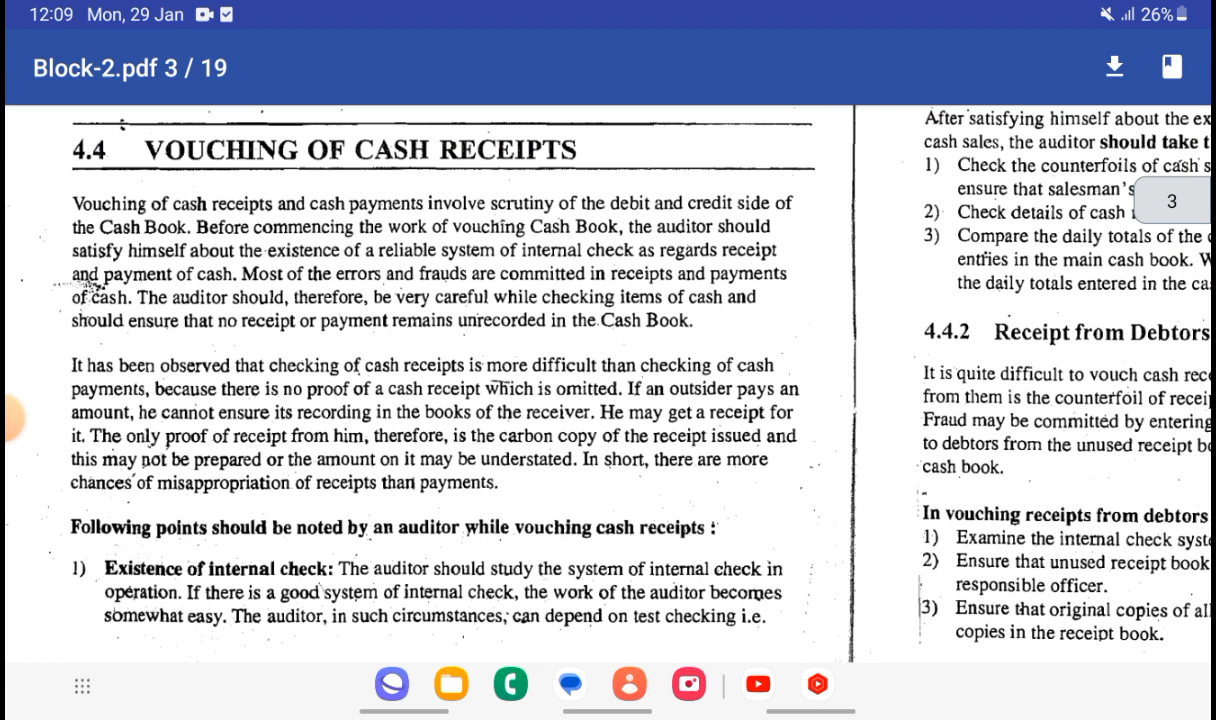 12:09 Mon, 29 Jan
26%
Block-2.pdf 3 / 19
4.4 VOUCHING OF CASH RECEIPTS
Vouching of cash receipts and cash payments involve scrutiny of the debit and credit side of
the Cash Book. Before commencing the work of vouching Cash Book, the auditor should
satisfy himself about the existence of a reliable system of internal check as regards receipt
and payment of cash. Most of the errors and frauds are committed in receipts and payments
of cash. The auditor should, therefore, be very careful while checking items of cash and
should ensure that no receipt or payment remains unrecorded in the Cash Book.
It has been observed that checking of cash receipts is more difficult than checking of cash
payments, because there is no proof of a cash receipt which is omitted. If an outsider pays an
amount, he cannot ensure its recording in the books of the receiver. He may get a receipt for
it. The only proof of receipt from him, therefore, is the carbon copy of the receipt issued and
this may not be prepared or the amount on it may be understated. In short, there are more
chances of misappropriation of receipts than payments.
Following points should be noted by an auditor while vouching cash receipts :
1) Existence of internal check: The auditor should study the system of internal check in
operation. If there is a good system of internal check, the work of the auditor becomes
somewhat easy. The auditor, in such circumstances, can depend on test checking i.e.
After satisfying himself about the ex
cash sales, the auditor should take t
1) Check the counterfoils of cash s
ensure that salesman's
2) Check details of cash
3) Compare the daily totals of the
entries in the main cash book. W
the daily totals entered in the ca
3
4.4.2 Receipt from Debtors
It is quite difficult to vouch cash rec
from them is the counterfoil of recei
Fraud may be committed by entering
to debtors from the unused receipt bo
cash book.
In vouching receipts from debtors
1) Examine the internal check syst
2) Ensure that unused receipt book
responsible officer.
3) Ensure that original copies of all
copies in the receipt book.